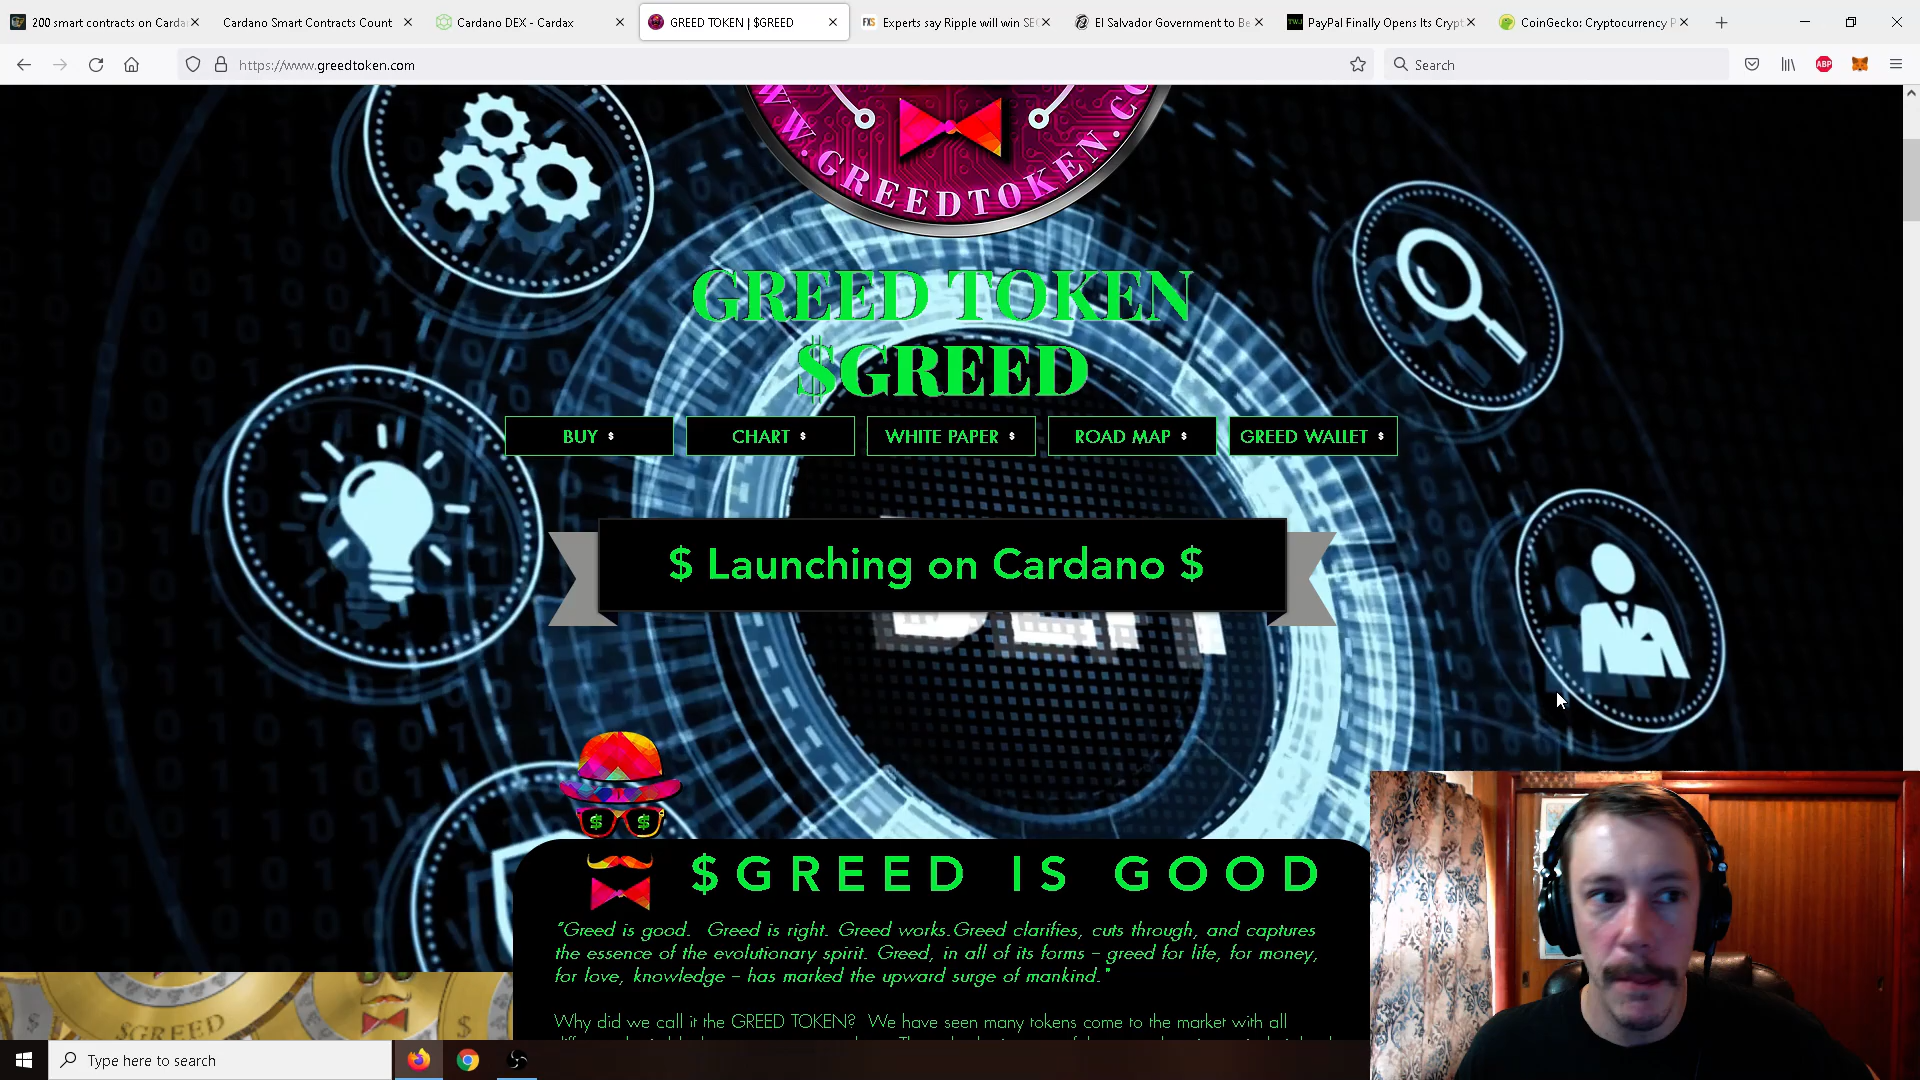 200 smart contracts on Carda
Cardano Smart Contracts Count
Cardano DEX - Cardax
GREED TOKEN | $GREED
Experts say Ripple will win SE
El Salvador Government to Be
PayPal Finally Opens Its Crypt
CoinGecko: Cryptocurrency P
https://www.greedtoken.com
Search
ABP
WWW.GREEDTOKEN.CO
GREED TOKEN
$GREED
BUY $
CHART $
WHITE PAPER $
ROAD MAP $
GREED WALLET $
$ Launching on Cardano $
$GREED IS GOOD
"Greed is good. Greed is right. Greed works.Greed clarifies, cuts through, and captures
the essence of the evolutionary spirit. Greed, in all of its forms – greed for life, for money,
for love, knowledge – has marked the upward surge of mankind."
$GREED
Why did we call it the GREED TOKEN? We have seen many tokens come to the market with all
Type here to search